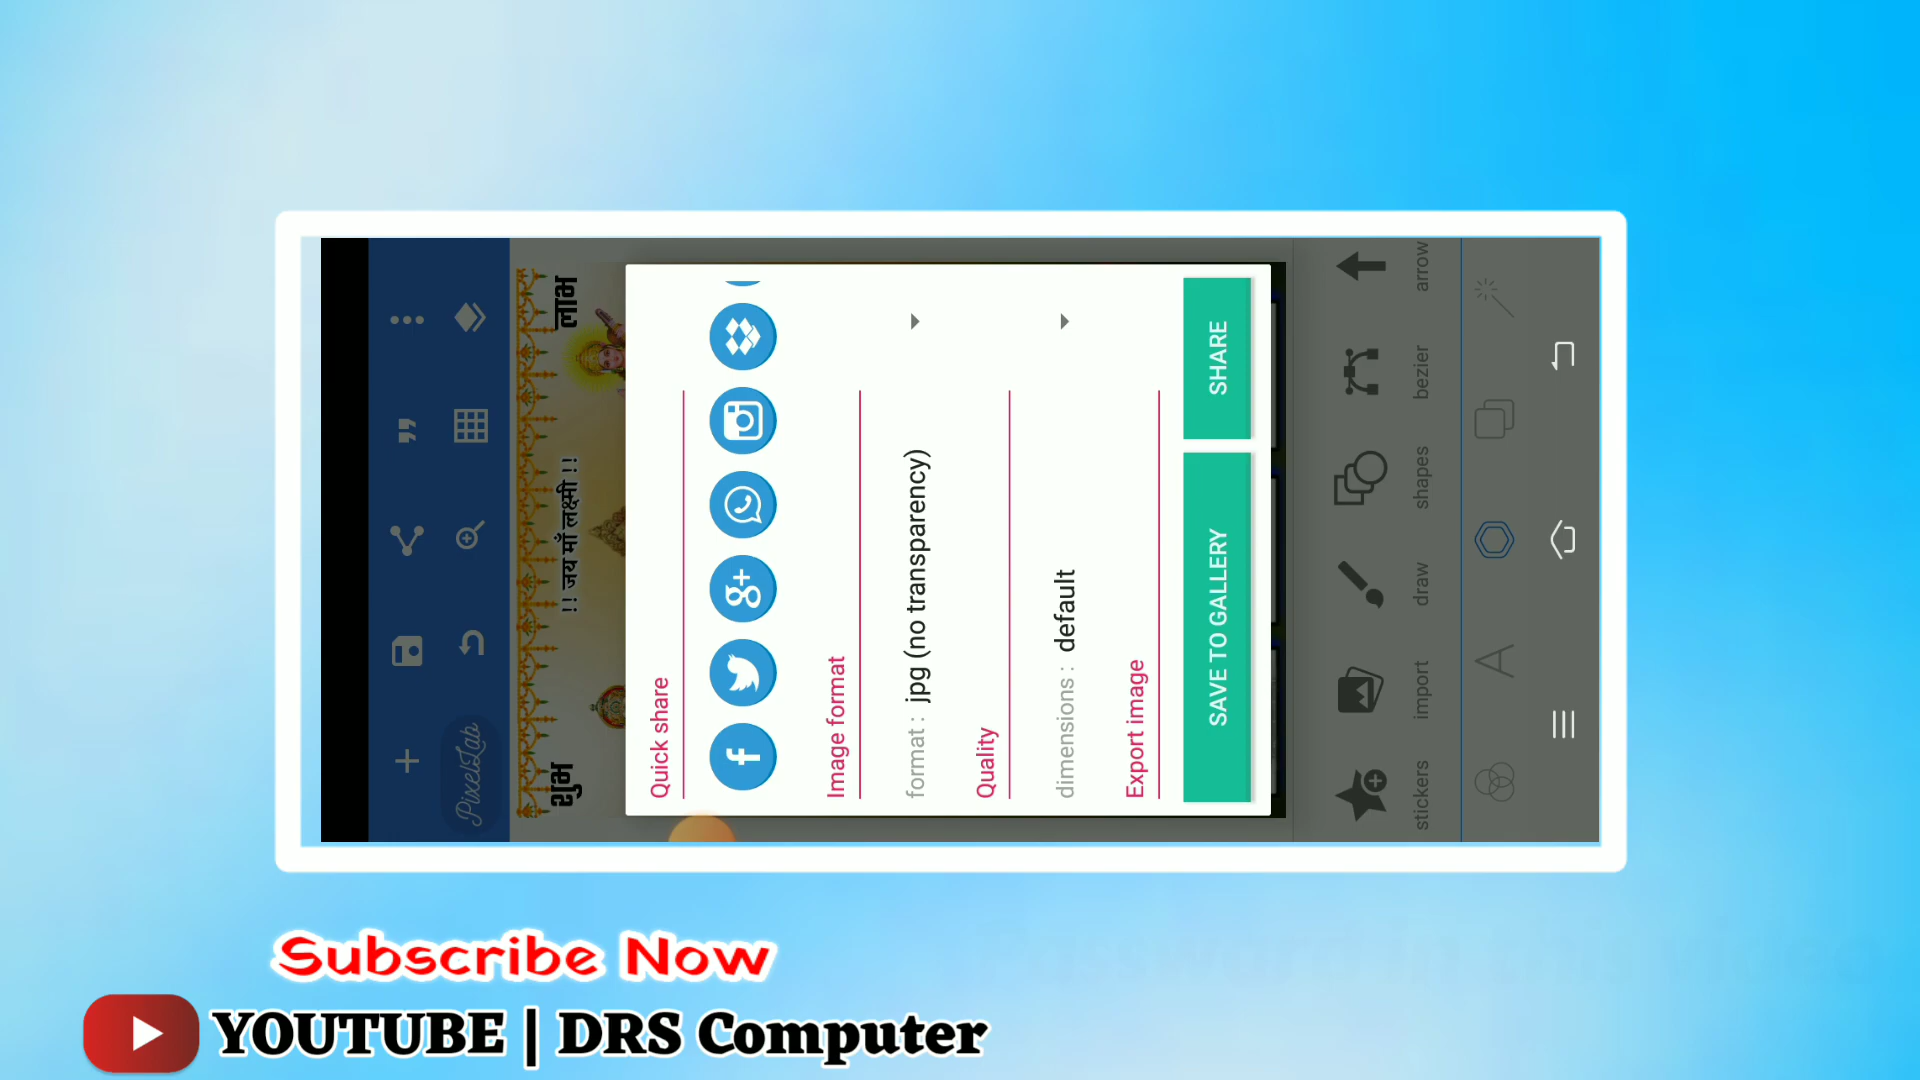 PixelLab
शुभ
!! जय माँ लक्ष्मी !!
लाभ
Quick share
Image format
format : jpg (no transparency)
Quality
dimensions : default
Export image
SAVE TO GALLERY
SHARE
stickers
import
draw
shapes
bezier
arrow
Subscribe Now
YOUTUBE | DRS Computer